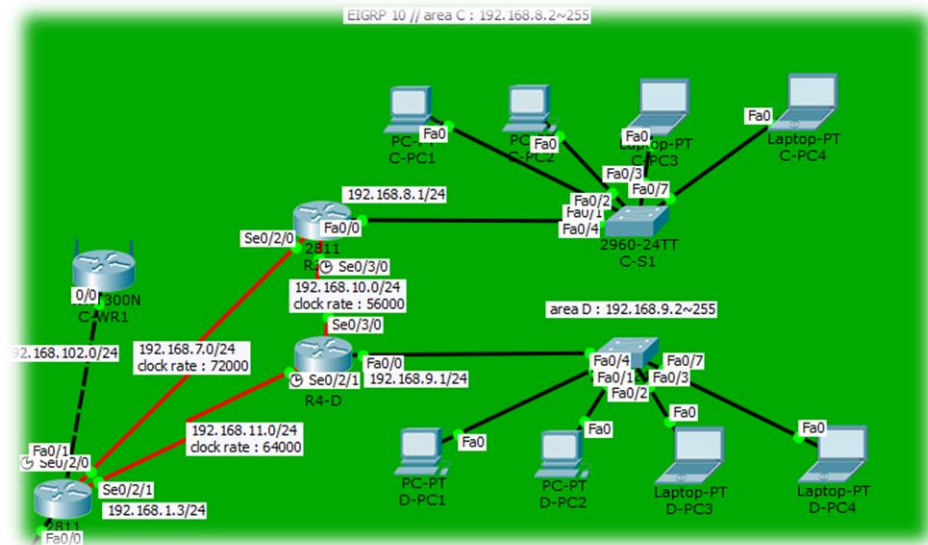 EIGRP 10 // area C : 192.168.8.2~255
Fa0
PC-PT
C-PC1
Fa0
C-PC2
Fa0
Laptop-PT
C-PC3
Fa0
Laptop-PT
C-PC4
Fa0/3
Fa0/7
Fa0/2
Fa0/1
Fa0/4
2960-24TT
C-S1
192.168.8.1/24
Fa0/0
Se0/2/0
2811
Se0/3/0
192.168.10.0/24
clock rate : 56000
Se0/3/0
0/0
C-WR1
192.168.7.0/24
clock rate : 72000
Fa0/0
Se0/2/1
192.168.9.1/24
R4-D
area D : 192.168.9.2~255
Fa0/4
Fa0/7
Fa0/1
Fa0/3
Fa0/2
192.168.11.0/24
clock rate : 64000
Fa0
PC-PT
D-PC1
Fa0
PC-PT
D-PC2
Fa0
Laptop-PT
D-PC3
Fa0
Laptop-PT
D-PC4
Fa0/1
Se0/2/0
Se0/2/1
192.168.1.3/24
2811
Fa0/0